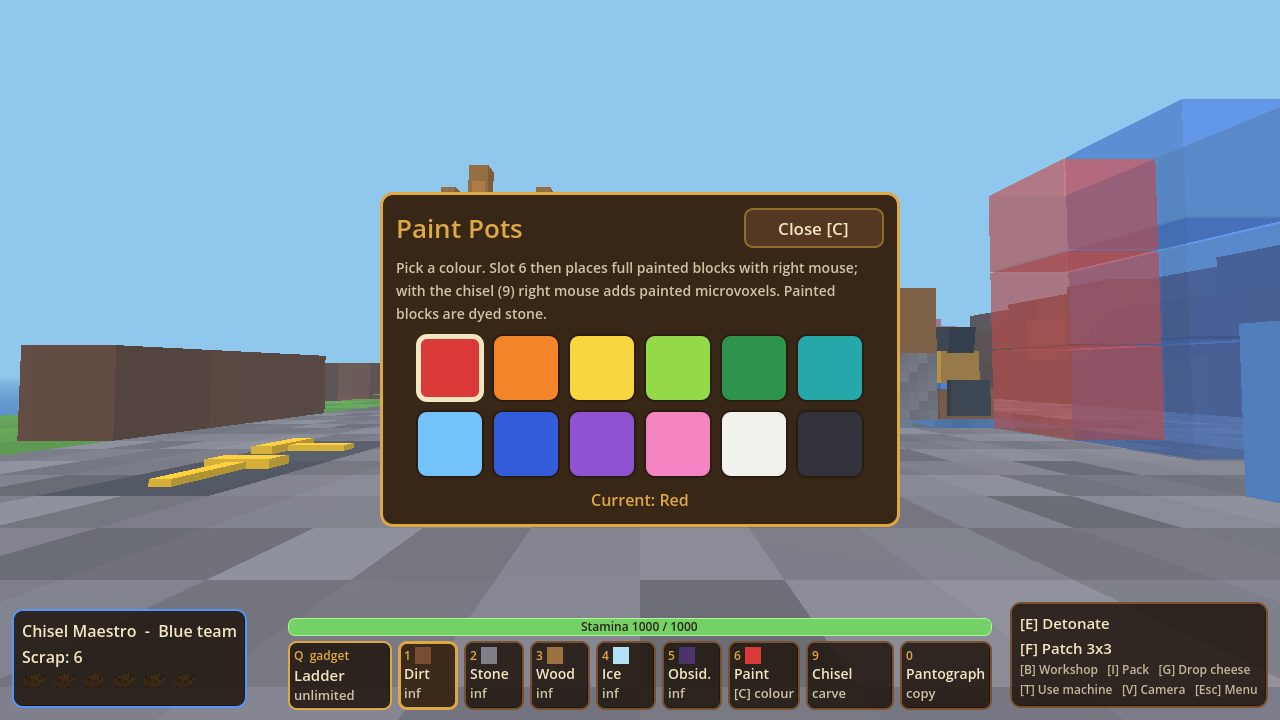 Paint Pots
Close [C]
Pick a colour. Slot 6 then places full painted blocks with right mouse;
with the chisel (9) right mouse adds painted microvoxels. Painted
blocks are dyed stone.
Current: Red
Chisel Maestro - Blue team
Scrap: 6
Stamina 1000 / 1000
Q gadget
Ladder
unlimited
1
Dirt
inf
2
Stone
inf
3
Wood
inf
4
Ice
inf
5
Obsid.
inf
6
Paint
[C] colour
9
Chisel
carve
0
Pantograph
copy
[E] Detonate
[F] Patch 3x3
[B] Workshop [I] Pack [G] Drop cheese
[T] Use machine [V] Camera [Esc] Menu